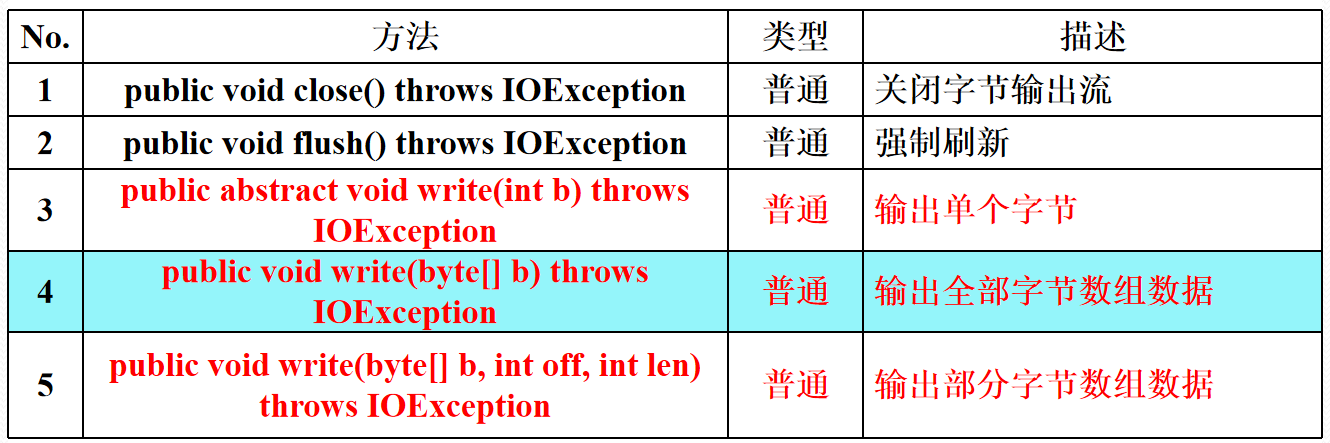 No. 方法 类型 描述
1 public void close() throws IOException 普通 关闭字节输出流
2 public void flush() throws IOException 普通 强制刷新
3 public abstract void write(int b) throws
IOException 普通 输出单个字节
4 public void write(byte[] b) throws
IOException 普通 输出全部字节数组数据
5 public void write(byte[] b, int off, int len)
throws IOException 普通 输出部分字节数组数据